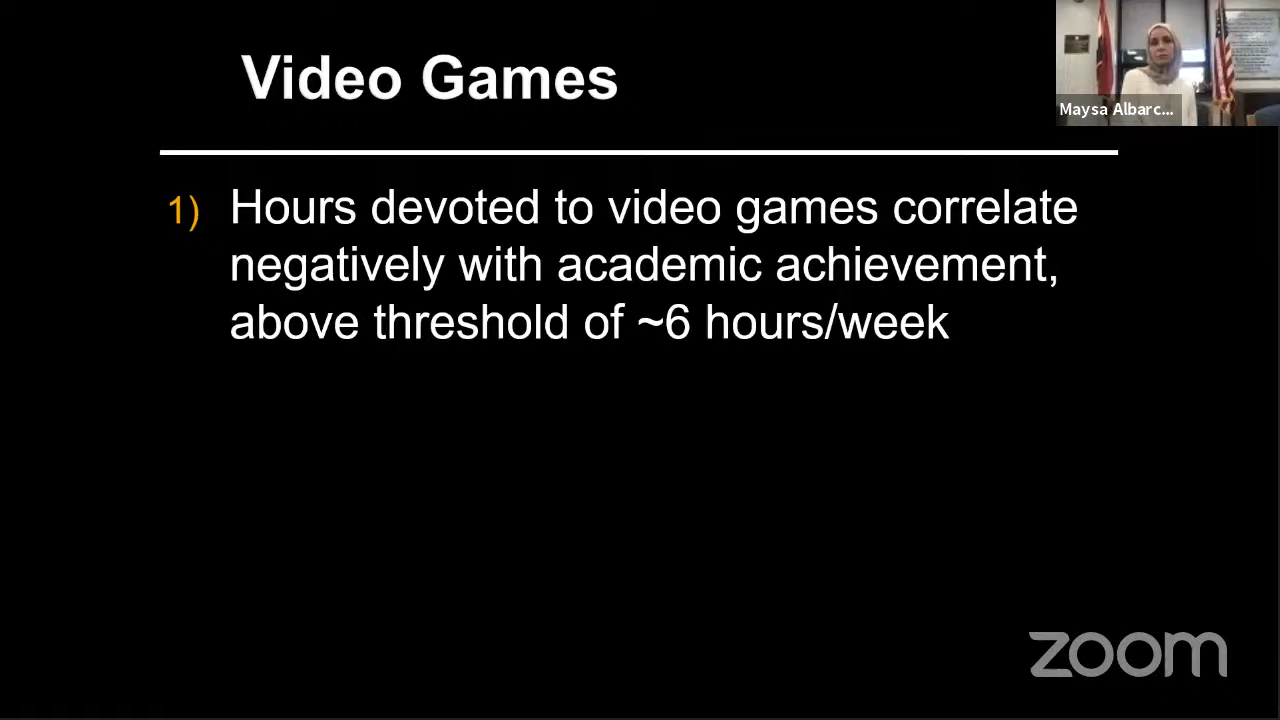 Video Games
Maysa Albarc...
1) Hours devoted to video games correlate
negatively with academic achievement,
above threshold of ~6 hours/week
zoom